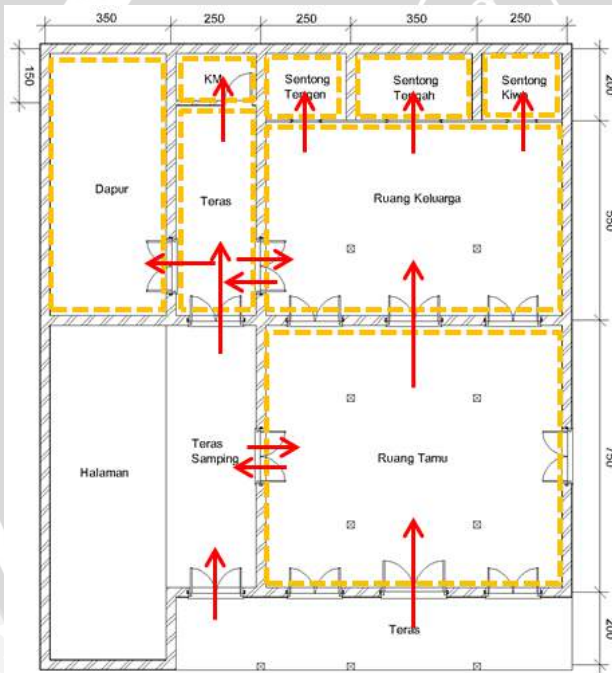 350 250 250 350 250
150
KM
Sentong
Tengen
Sentong
Tengah
Sentong
Kiwa
200
Dapur
Teras
Ruang Keluarga
550
Halaman
Teras
Samping
Ruang Tamu
750
Teras
200